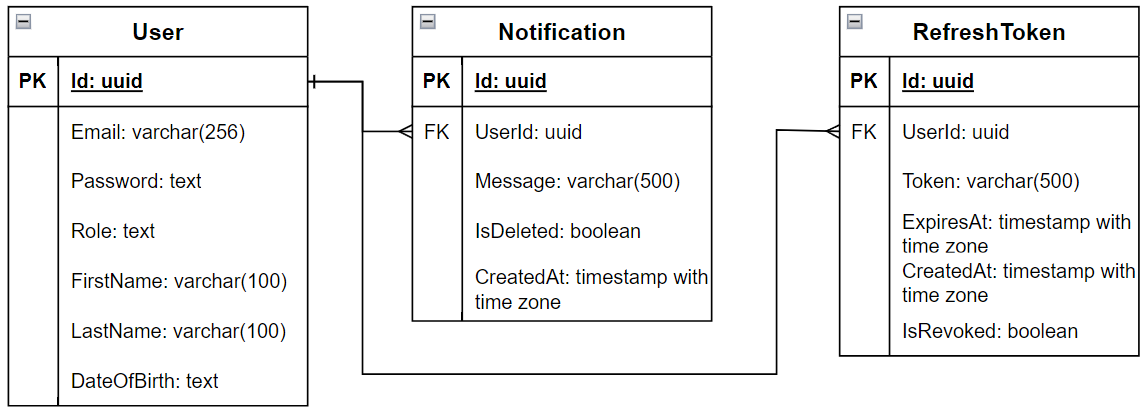 User
PK Id: uuid
Email: varchar(256)
Password: text
Role: text
FirstName: varchar(100)
LastName: varchar(100)
DateOfBirth: text
Notification
PK Id: uuid
FK UserId: uuid
Message: varchar(500)
IsDeleted: boolean
CreatedAt: timestamp with
time zone
RefreshToken
PK Id: uuid
FK UserId: uuid
Token: varchar(500)
ExpiresAt: timestamp with
time zone
CreatedAt: timestamp with
time zone
IsRevoked: boolean